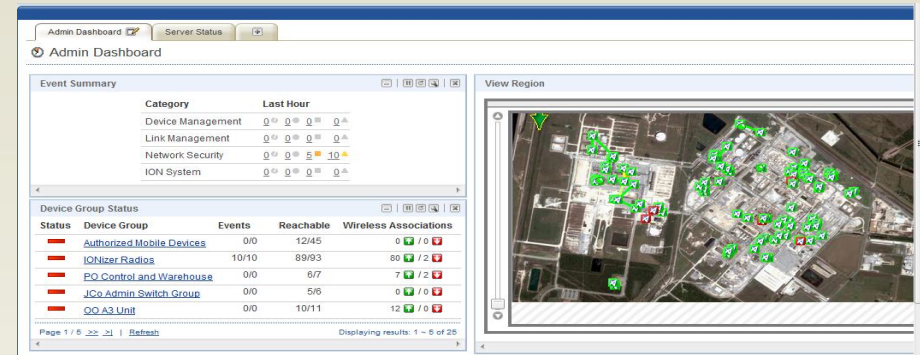 Admin Dashboard Server Status
Admin Dashboard
Event Summary
Category Last Hour
Device Management 0 0 0 0
Link Management 0 0 0 0
Network Security 0 0 5 10
ION System 0 0 0 0
Device Group Status
Status Device Group Events Reachable Wireless Associations
Authorized Mobile Devices 0/0 12/45 0 / 0
IONizer Radios 10/10 89/93 80 / 2
PO Control and Warehouse 0/0 6/7 7 / 2
JCo Admin Switch Group 0/0 5/6 0 / 0
OO A3 Unit 0/0 10/11 12 / 0
Page 1 / 5 >> >| | Refresh Displaying results: 1 ~ 5 of 25
View Region